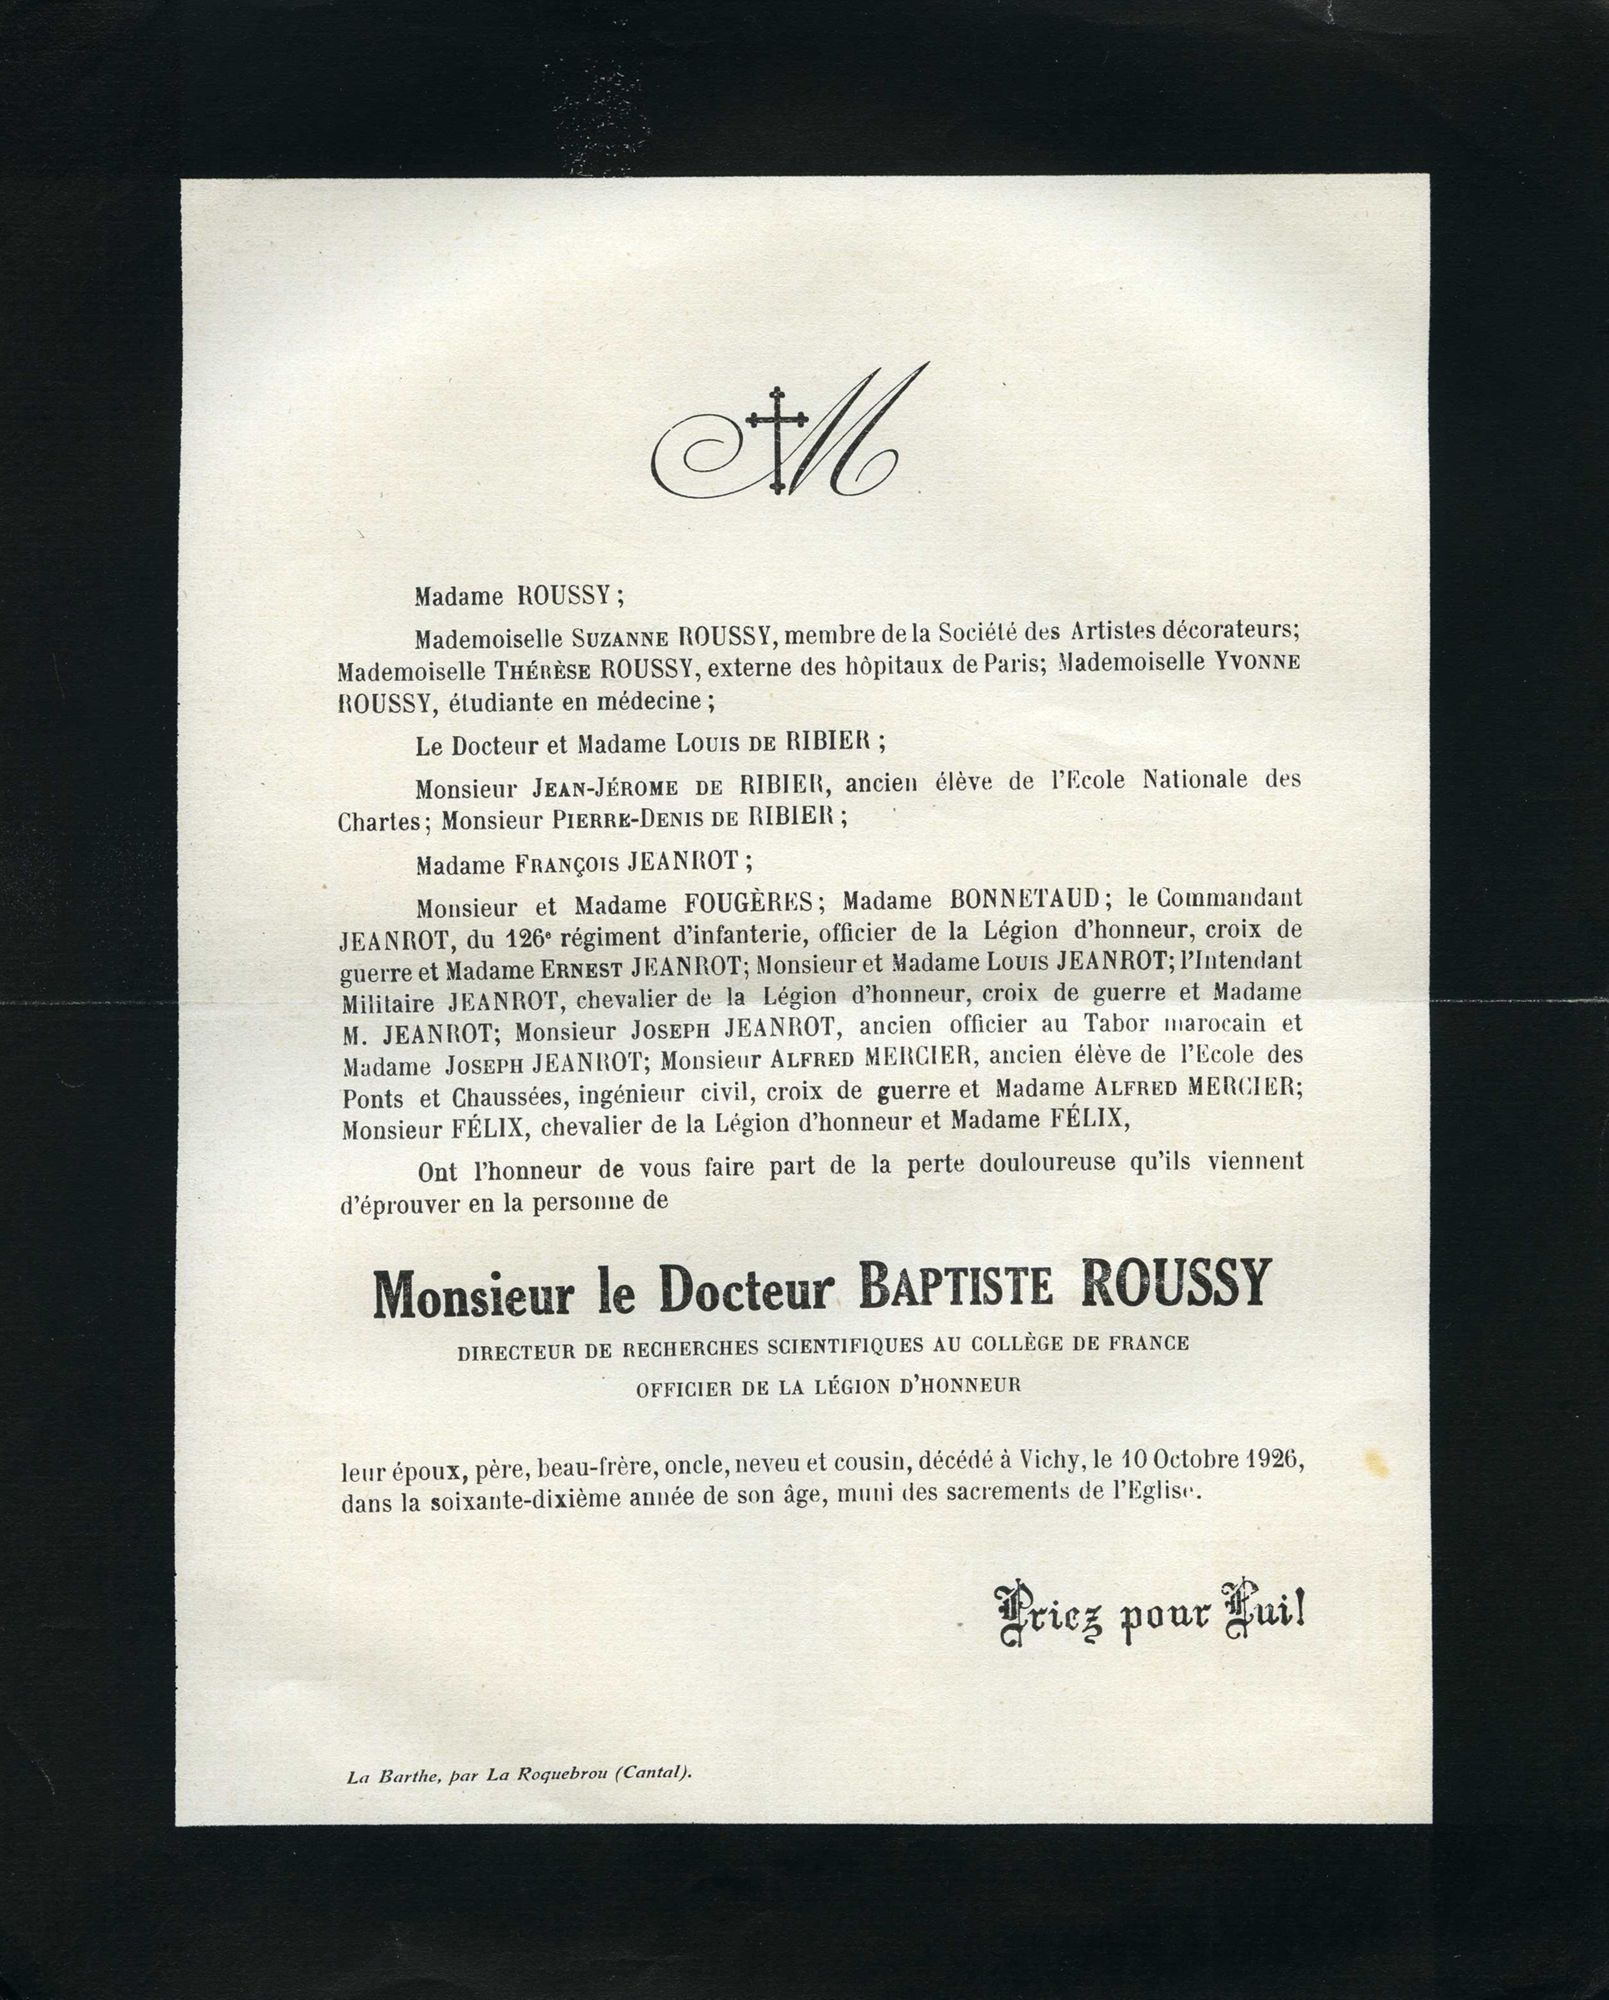 M
Madame ROUSSY ;
Mademoiselle SUZANNE ROUSSY, membre de la Société des Artistes décorateurs;
Mademoiselle THÉRÈSE ROUSSY, externe des hôpitaux de Paris; Mademoiselle YVONNE
ROUSSY, étudiante en médecine ;
Le Docteur et Madame LOUIS DE RIBIER ;
Monsieur JEAN-JÉROME DE RIBIER, ancien élève de l'Ecole Nationale des
Chartes; Monsieur PIERRE-DENIS DE RIBIER ;
Madame FRANÇOIS JEANROT ;
Monsieur et Madame FOUGÈRES; Madame BONNETAUD; le Commandant
JEANROT, du 126e régiment d'infanterie, officier de la Légion d'honneur, croix de
guerre et Madame ERNEST JEANROT; Monsieur et Madame LOUIS JEANROT; l'Intendant
Militaire JEANROT, chevalier de la Légion d'honneur, croix de guerre et Madame
M. JEANROT; Monsieur JOSEPH JEANROT, ancien officier au Tabor marocain et
Madame JOSEPH JEANROT; Monsieur ALFRED MERCIER, ancien élève de l'Ecole des
Ponts et Chaussées, ingénieur civil, croix de guerre et Madame ALFRED MERCIER;
Monsieur FÉLIX, chevalier de la Légion d'honneur et Madame FÉLIX,
Ont l'honneur de vous faire part de la perte douloureuse qu'ils viennent
d'éprouver en la personne de
Monsieur le Docteur BAPTISTE ROUSSY
DIRECTEUR DE RECHERCHES SCIENTIFIQUES AU COLLÈGE DE FRANCE
OFFICIER DE LA LÉGION D'HONNEUR
leur époux, père, beau-frère, oncle, neveu et cousin, décédé à Vichy, le 10 Octobre 1926,
dans la soixante-dixième année de son âge, muni des sacrements de l'Eglise.
Priez pour Lui!
La Barthe, par La Roquebrou (Cantal).